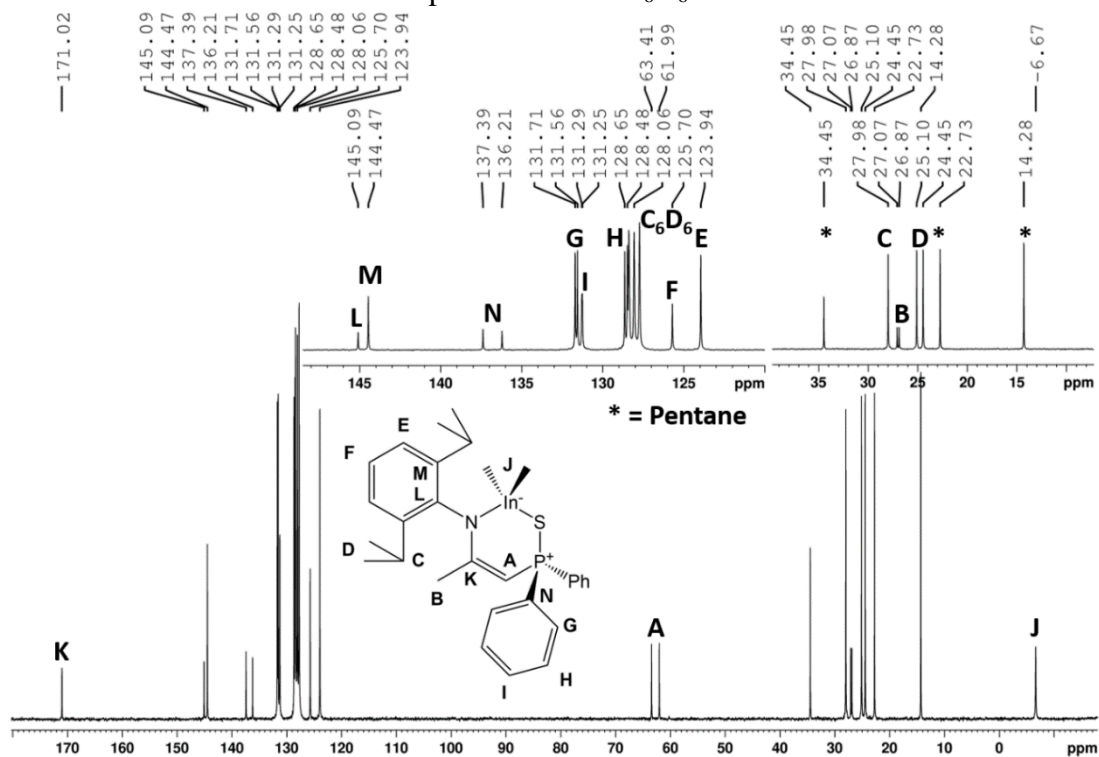 171.02
145.09
144.47
137.39
136.21
131.71
131.56
131.29
131.25
128.65
128.48
128.06
125.70
123.94
63.41
61.99
34.45
27.98
27.07
26.87
25.10
24.45
22.73
14.28
-6.67
145.09
144.47
137.39
136.21
131.71
131.56
131.29
131.25
128.65
128.48
128.06
125.70
123.94
34.45
27.98
27.07
26.87
25.10
24.45
22.73
14.28
L M N G I H C₆D₆ F E
* C B D * *
145 140 135 130 125 ppm
35 30 25 20 15 ppm
* = Pentane
E
F
M
L
J
In⁻
N
S
D
C
A
P⁺
Ph
K
B
N
G
H
I
K
A
J
170 160 150 140 130 120 110 100 90 80 70 60 50 40 30 20 10 0 ppm